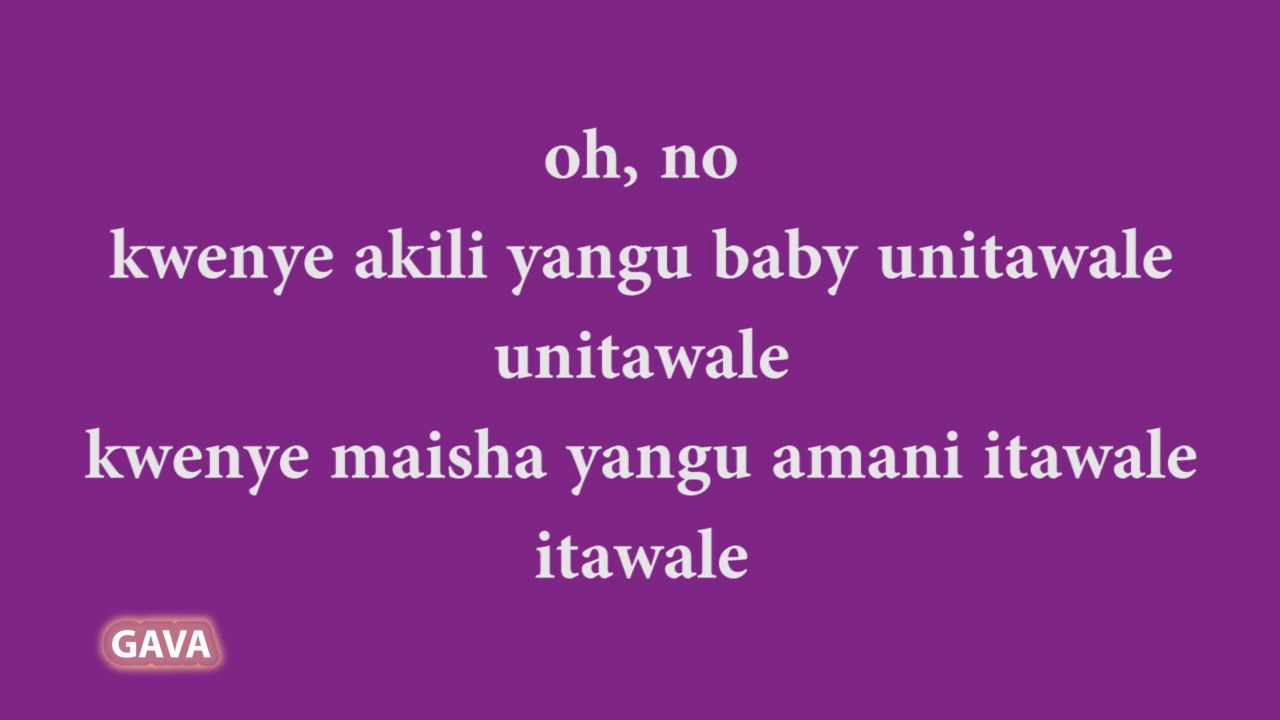 oh, no
kwenye akili yangu baby unitawale
unitawale
kwenye maisha yangu amani itawale
itawale
GAVA